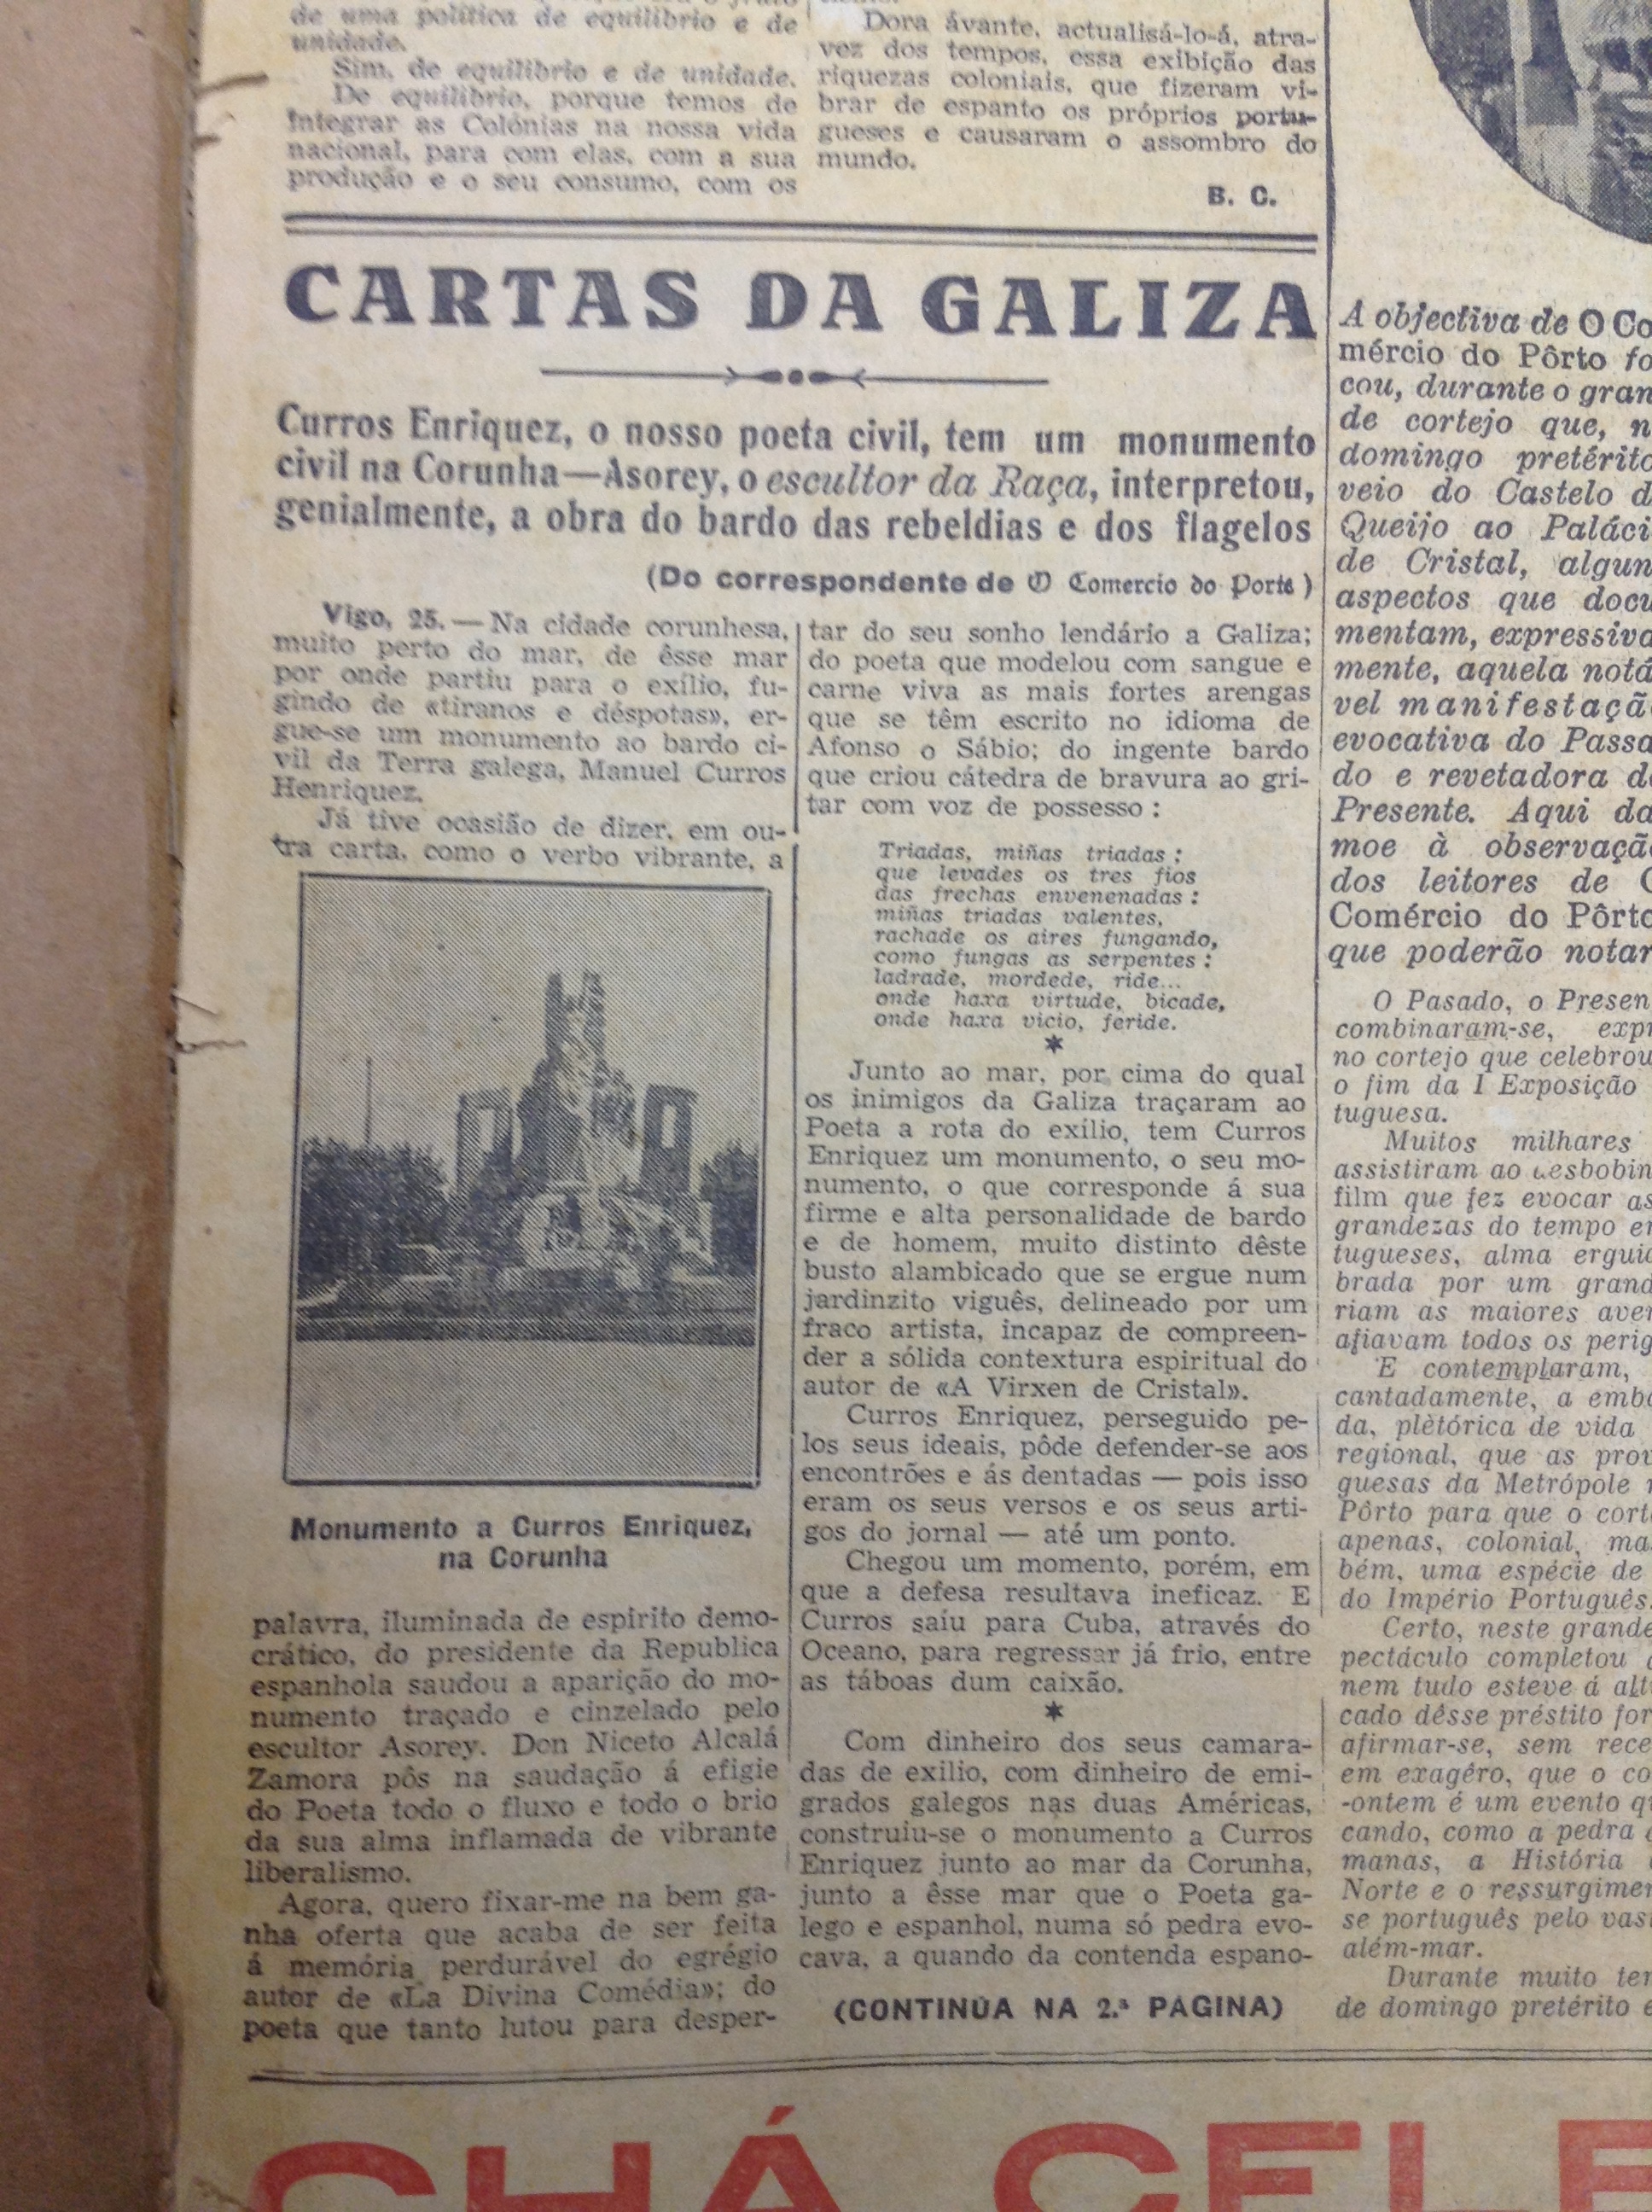 de uma política de equilíbrio e de
unidade.
Sim, de equilíbrio e de unidade.
De equilíbrio, porque temos de
integrar as Colónias na nossa vida
nacional, para com elas, com a sua
produção e o seu consumo, com os
Dora ávante, actualisá-lo-á, atra-
vez dos tempos, essa exibição das
riquezas coloniais, que fizeram vi-
brar de espanto os próprios portu-
gueses e causaram o assombro do
mundo.
B. C.
CARTAS DA GALIZA
Curros Enriquez, o nosso poeta civil, tem um monumento
civil na Corunha—Asorey, o escultor da Raça, interpretou,
genialmente, a obra do bardo das rebeldias e dos flagelos
(Do correspondente de O Comercio do Porto)
Vigo, 25. — Na cidade corunhesa,
muito perto do mar, de êsse mar
por onde partiu para o exílio, fu-
gindo de «tiranos e déspotas», er-
gue-se um monumento ao bardo ci-
vil da Terra galega, Manuel Curros
Henriquez.
Já tive ocasião de dizer, em ou-
tra carta, como o verbo vibrante, a
Monumento a Curros Enriquez,
na Corunha
palavra, iluminada de espirito demo-
crático, do presidente da Republica
espanhola saudou a aparição do mo-
numento traçado e cinzelado pelo
escultor Asorey. Don Niceto Alcalá
Zamora pôs na saudação á efigie
do Poeta todo o fluxo e todo o brio
da sua alma inflamada de vibrante
liberalismo.
Agora, quero fixar-me na bem ga-
nha oferta que acaba de ser feita
á memória perdurável do egrégio
autor de «La Divina Comédia»; do
poeta que tanto lutou para desper-
tar do seu sonho lendário a Galiza;
do poeta que modelou com sangue e
carne viva as mais fortes arengas
que se têm escrito no idioma de
Afonso o Sábio; do ingente bardo
que criou cátedra de bravura ao gri-
tar com voz de possesso :
Triadas, miñas triadas ;
que levades os tres fios
das frechas envenenadas :
miñas triadas valentes,
rachade os aires fungando,
como fungas as serpentes :
ladrade, mordede, ride...
onde haxa virtude, bicade,
onde haxa vicio, feride.
*
Junto ao mar, por cima do qual
os inimigos da Galiza traçaram ao
Poeta a rota do exílio, tem Curros
Enriquez um monumento, o seu mo-
numento, o que corresponde á sua
firme e alta personalidade de bardo
e de homem, muito distinto dêste
busto alambicado que se ergue num
jardinzito viguês, delineado por um
fraco artista, incapaz de compreen-
der a sólida contextura espiritual do
autor de «A Virxen de Cristal».
Curros Enriquez, perseguido pe-
los seus ideais, pôde defender-se aos
encontrões e ás dentadas — pois isso
eram os seus versos e os seus arti-
gos do jornal — até um ponto.
Chegou um momento, porém, em
que a defesa resultava ineficaz. E
Curros saíu para Cuba, através do
Oceano, para regressar já frio, entre
as táboas dum caixão.
*
Com dinheiro dos seus camara-
das de exilio, com dinheiro de emi-
grados galegos nas duas Américas,
construiu-se o monumento a Curros
Enriquez junto ao mar da Corunha,
junto a êsse mar que o Poeta ga-
lego e espanhol, numa só pedra evo-
cava, a quando da contenda espano-
(CONTINÚA NA 2.ª PÁGINA)
A objectiva de O Co
mércio do Pôrto fo
cou, durante o gran
de cortejo que, n
domingo pretérito
veio do Castelo d
Queijo ao Paláci
de Cristal, algun
aspectos que docu
mentam, expressiva
mente, aquela notá
vel manifestaçã
evocativa do Passa
do e revetadora d
Presente. Aqui da
moe à observaçã
dos leitores de
Comércio do Pôrto
que poderão notar
O Pasado, o Presen
combinaram-se, expr
no cortejo que celebrou
o fim da I Exposição
tuguesa.
Muitos milhares
assistiram ao desbobin
film que fez evocar as
grandezas do tempo em
tugueses, alma erguid
brada por um grand
riam as maiores aven
afiavam todos os perig
E contemplaram,
cantadamente, a emba
da, plètórica de vida
regional, que as prov
guesas da Metrópole
Pôrto para que o corte
apenas, colonial, ma
bém, uma espécie de
do Império Português.
Certo, neste grande
pectáculo completou
nem tudo esteve á altu
cado dêsse préstito for
afirmar-se, sem rece
em exagêro, que o co
-ontem é um evento qu
cando, como a pedra
manas, a História
Norte e o ressurgimen
se português pelo vas
além-mar.
Durante muito tem
de domingo pretérito e
CHÁ CELE